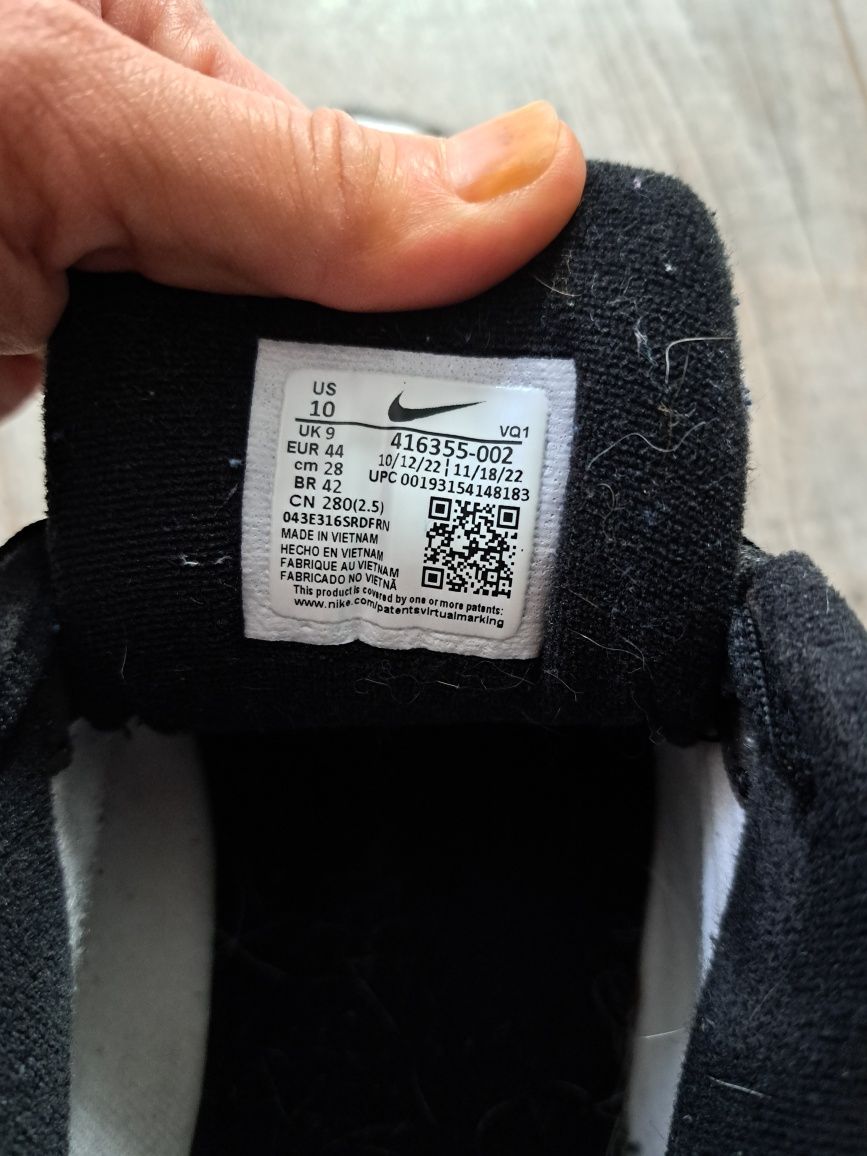 US
10
VQ1
UK 9
416355-002
EUR 44
10/12/22 | 11/18/22
cm 28
UPC 00193154148183
BR 42
CN 280(2.5)
043E316SRDFRN
MADE IN VIETNAM
HECHO EN VIETNAM
FABRIQUE AU VIETNAM
FABRICADO NO VIETNÃ
This product is covered by one or more patents:
www.nike.com/patentsvirtualmarking